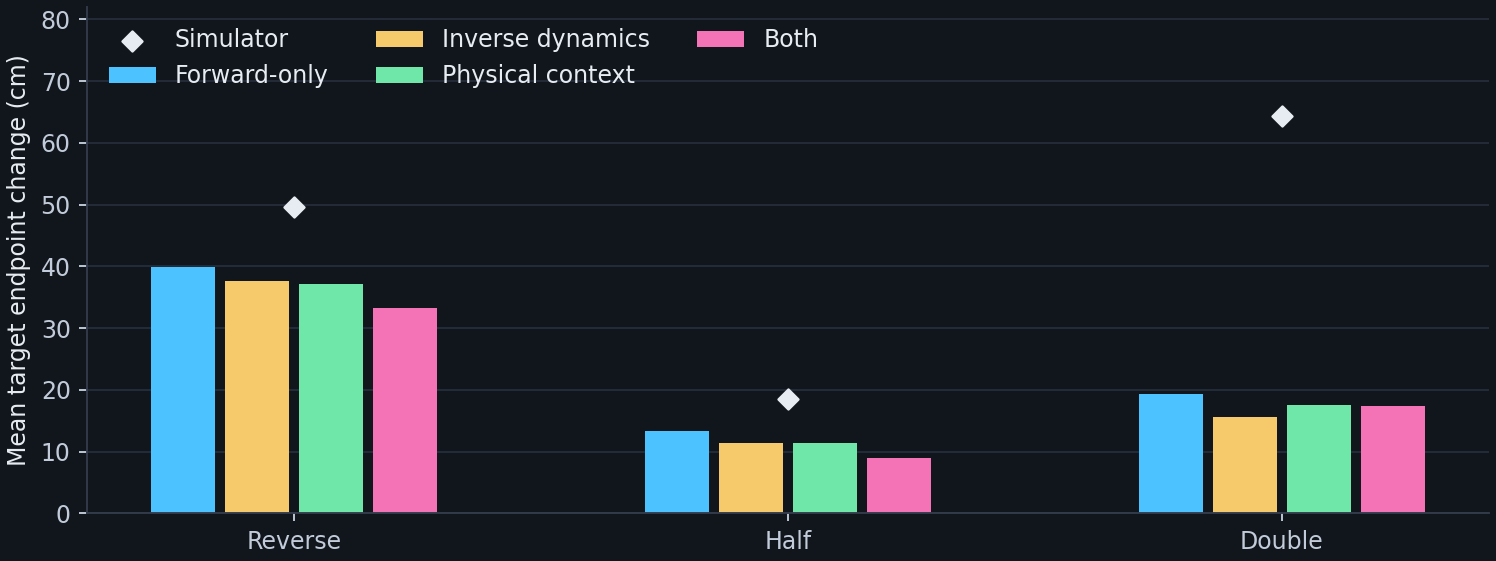 Mean target endpoint change (cm)
80
70
60
50
40
30
20
10
0
Simulator
Forward-only
Inverse dynamics
Physical context
Both
Reverse
Half
Double